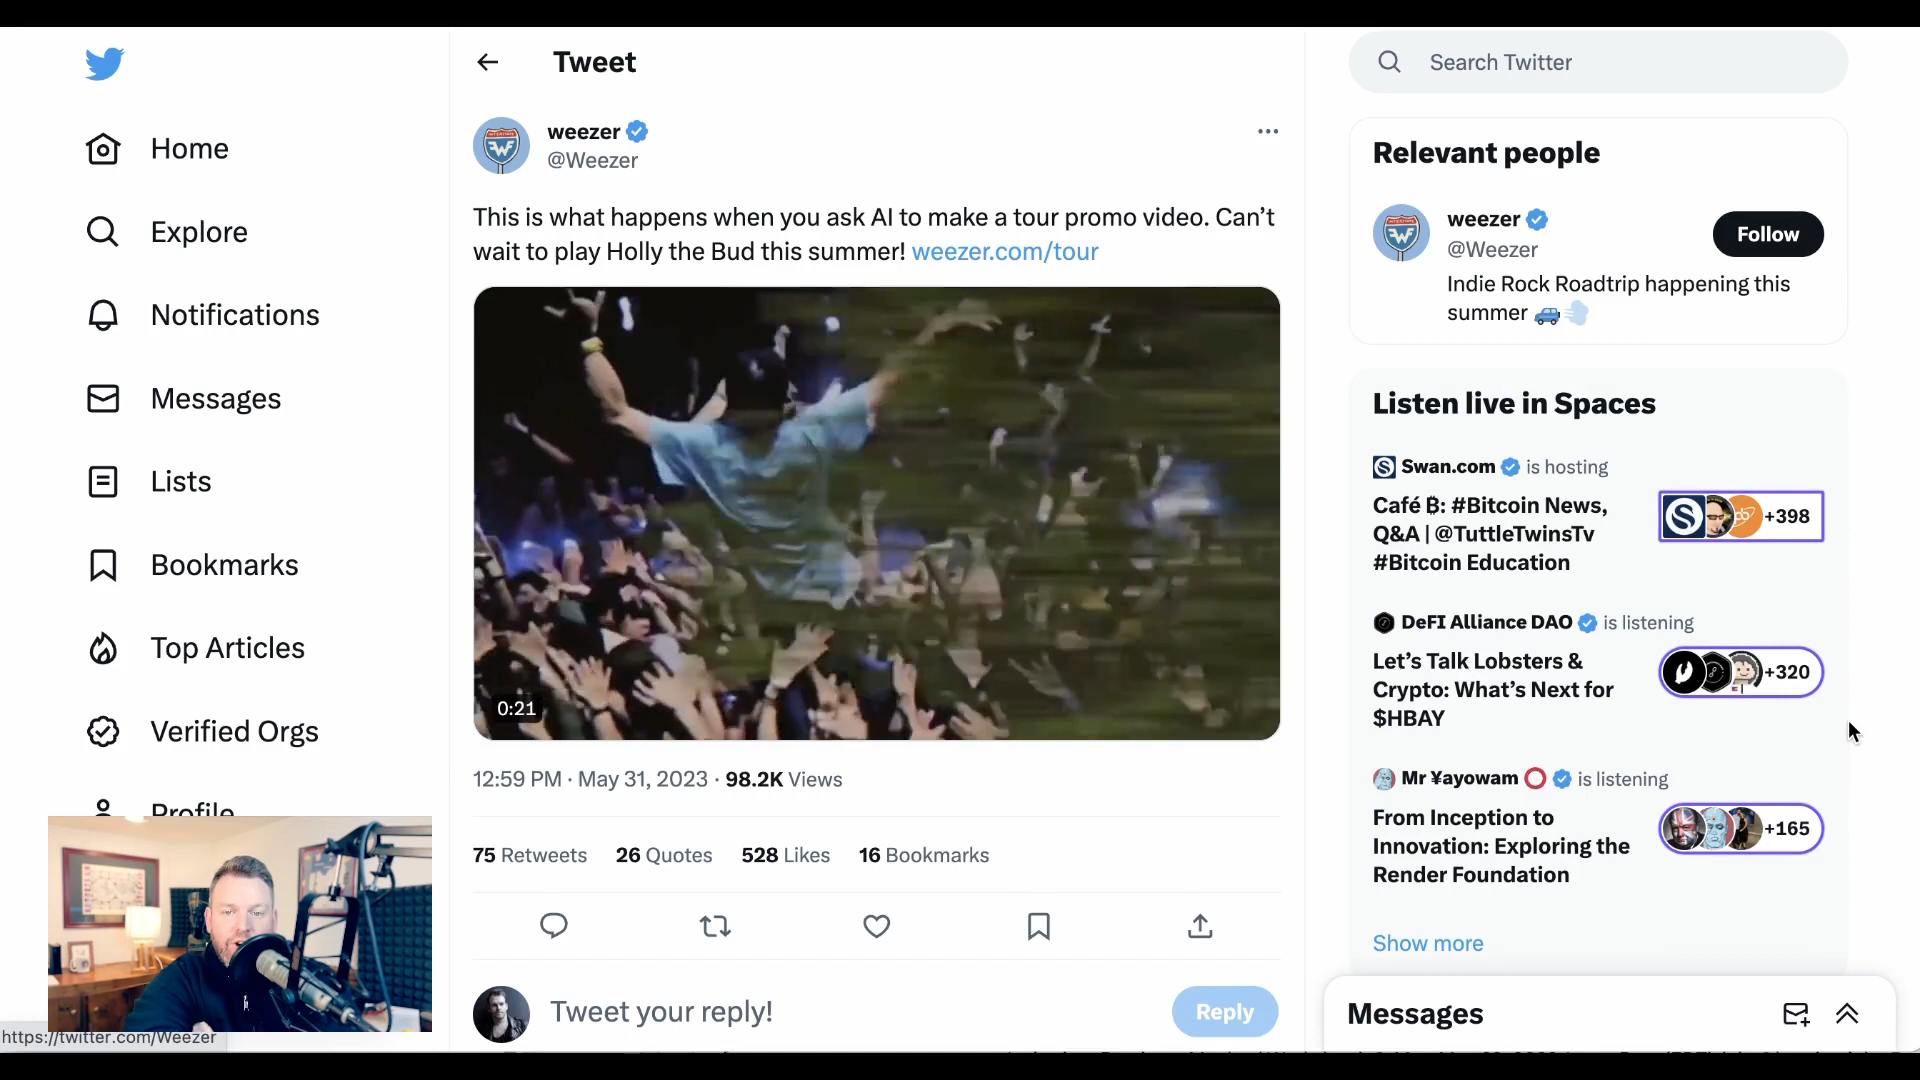 Home
Explore
Notifications
Messages
Lists
Bookmarks
Top Articles
Verified Orgs
Profile
https://twitter.com/Weezer
Tweet
weezer
@Weezer
This is what happens when you ask AI to make a tour promo video. Can’t
wait to play Holly the Bud this summer! weezer.com/tour
0:21
12:59 PM · May 31, 2023 · 98.2K Views
75 Retweets 26 Quotes 528 Likes 16 Bookmarks
Tweet your reply!
Reply
Search Twitter
Relevant people
weezer
@Weezer
Follow
Indie Rock Roadtrip happening this
summer
Listen live in Spaces
Swan.com is hosting
Café ₿: #Bitcoin News,
Q&A | @TuttleTwinsTv
#Bitcoin Education
+398
DeFI Alliance DAO is listening
Let’s Talk Lobsters &
Crypto: What’s Next for
$HBAY
+320
Mr ¥ayowam is listening
From Inception to
Innovation: Exploring the
Render Foundation
+165
Show more
Messages